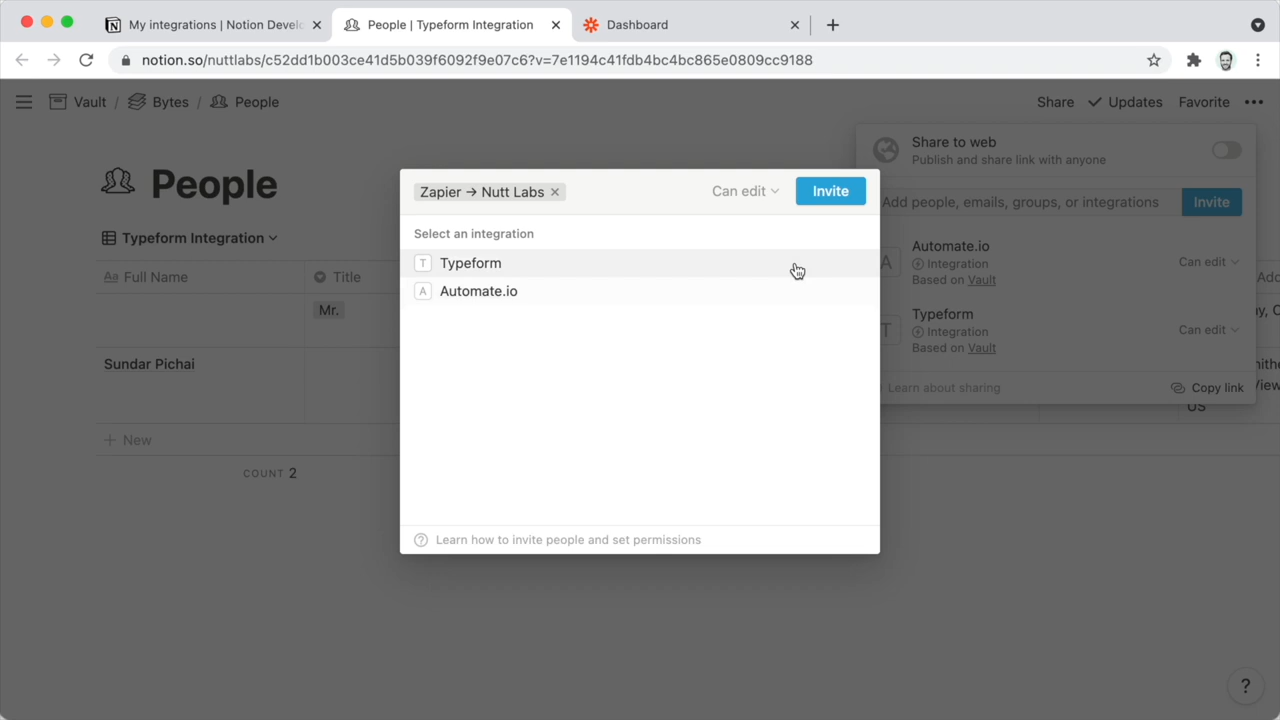 My integrations | Notion Develo
People | Typeform Integration
Dashboard
notion.so/nuttlabs/c52dd1b003ce41d5b039f6092f9e07c6?v=7e1194c41fdb4bc4bc865e0809cc9188
Vault / Bytes / People
Share Updates Favorite
Share to web
Publish and share link with anyone
People
Zapier → Nutt Labs
Can edit
Invite
Add people, emails, groups, or integrations
Invite
Select an integration
Typeform Integration
Automate.io
Integration
Based on Vault
Can edit
T Typeform
A Automate.io
Aa Full Name
Title
Mr.
Typeform
Integration
Based on Vault
Can edit
Sundar Pichai
Learn about sharing
Copy link
US
+ New
COUNT 2
Learn how to invite people and set permissions
?